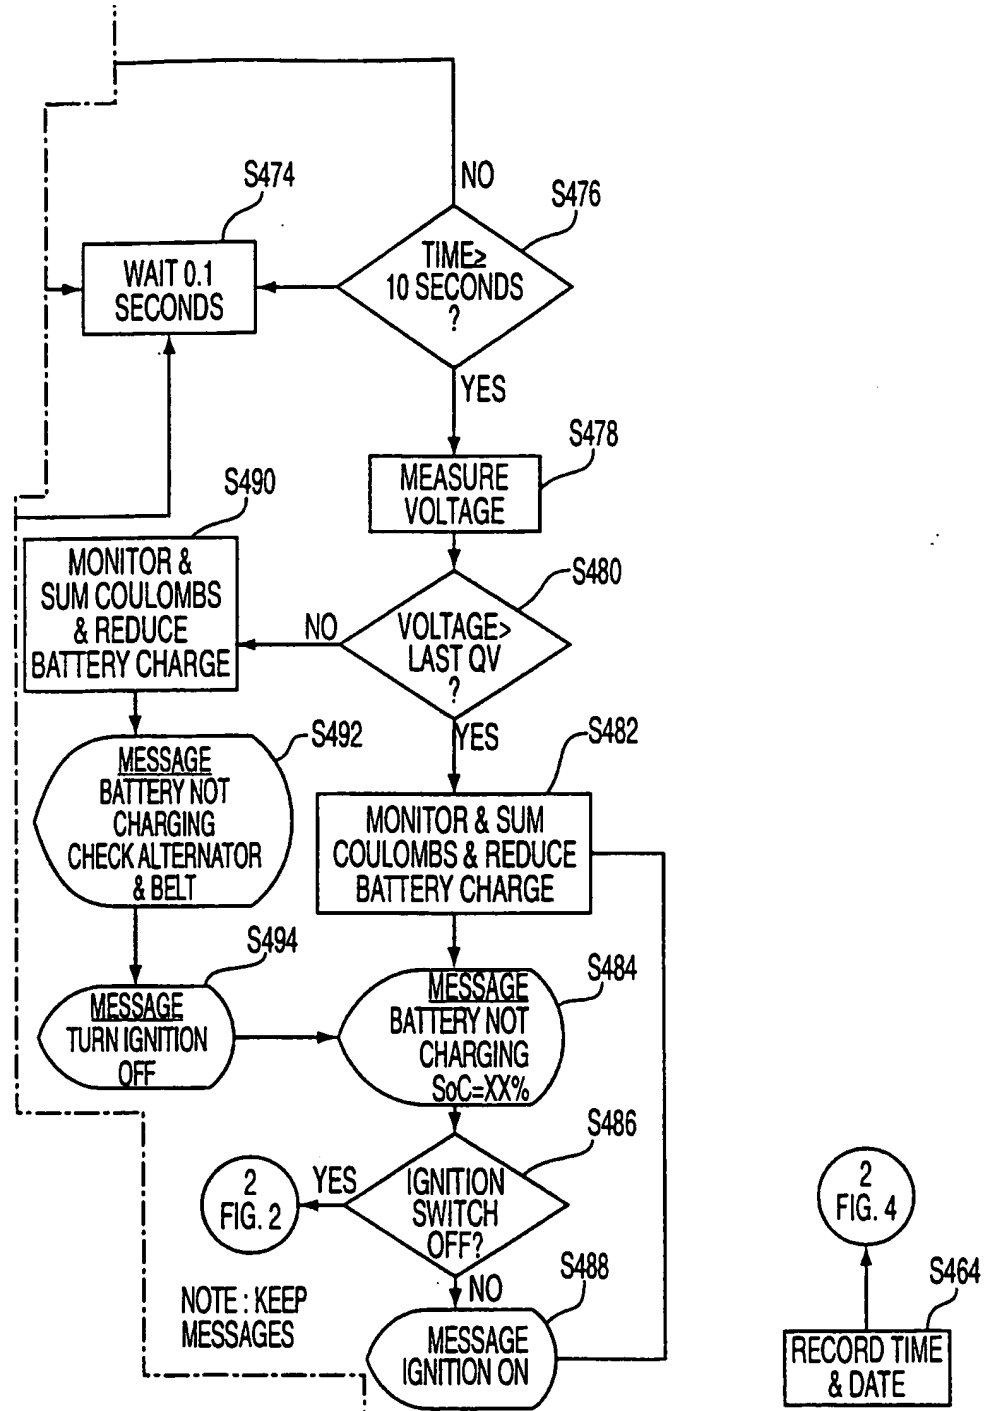 NO
S474
S476
WAIT 0.1
SECONDS
TIME≥
10 SECONDS
?
YES
S478
MEASURE
VOLTAGE
S490
MONITOR &
SUM COULOMBS
& REDUCE
BATTERY CHARGE
NO
S480
VOLTAGE>
LAST QV
?
YES
S492
MESSAGE
BATTERY NOT
CHARGING
CHECK ALTERNATOR
& BELT
S482
MONITOR & SUM
COULOMBS & REDUCE
BATTERY CHARGE
S494
MESSAGE
TURN IGNITION
OFF
S484
MESSAGE
BATTERY NOT
CHARGING
SoC=XX%
S486
IGNITION
SWITCH
OFF?
YES
2
FIG. 2
NO
S488
MESSAGE
IGNITION ON
NOTE : KEEP
MESSAGES
2
FIG. 4
S464
RECORD TIME
& DATE